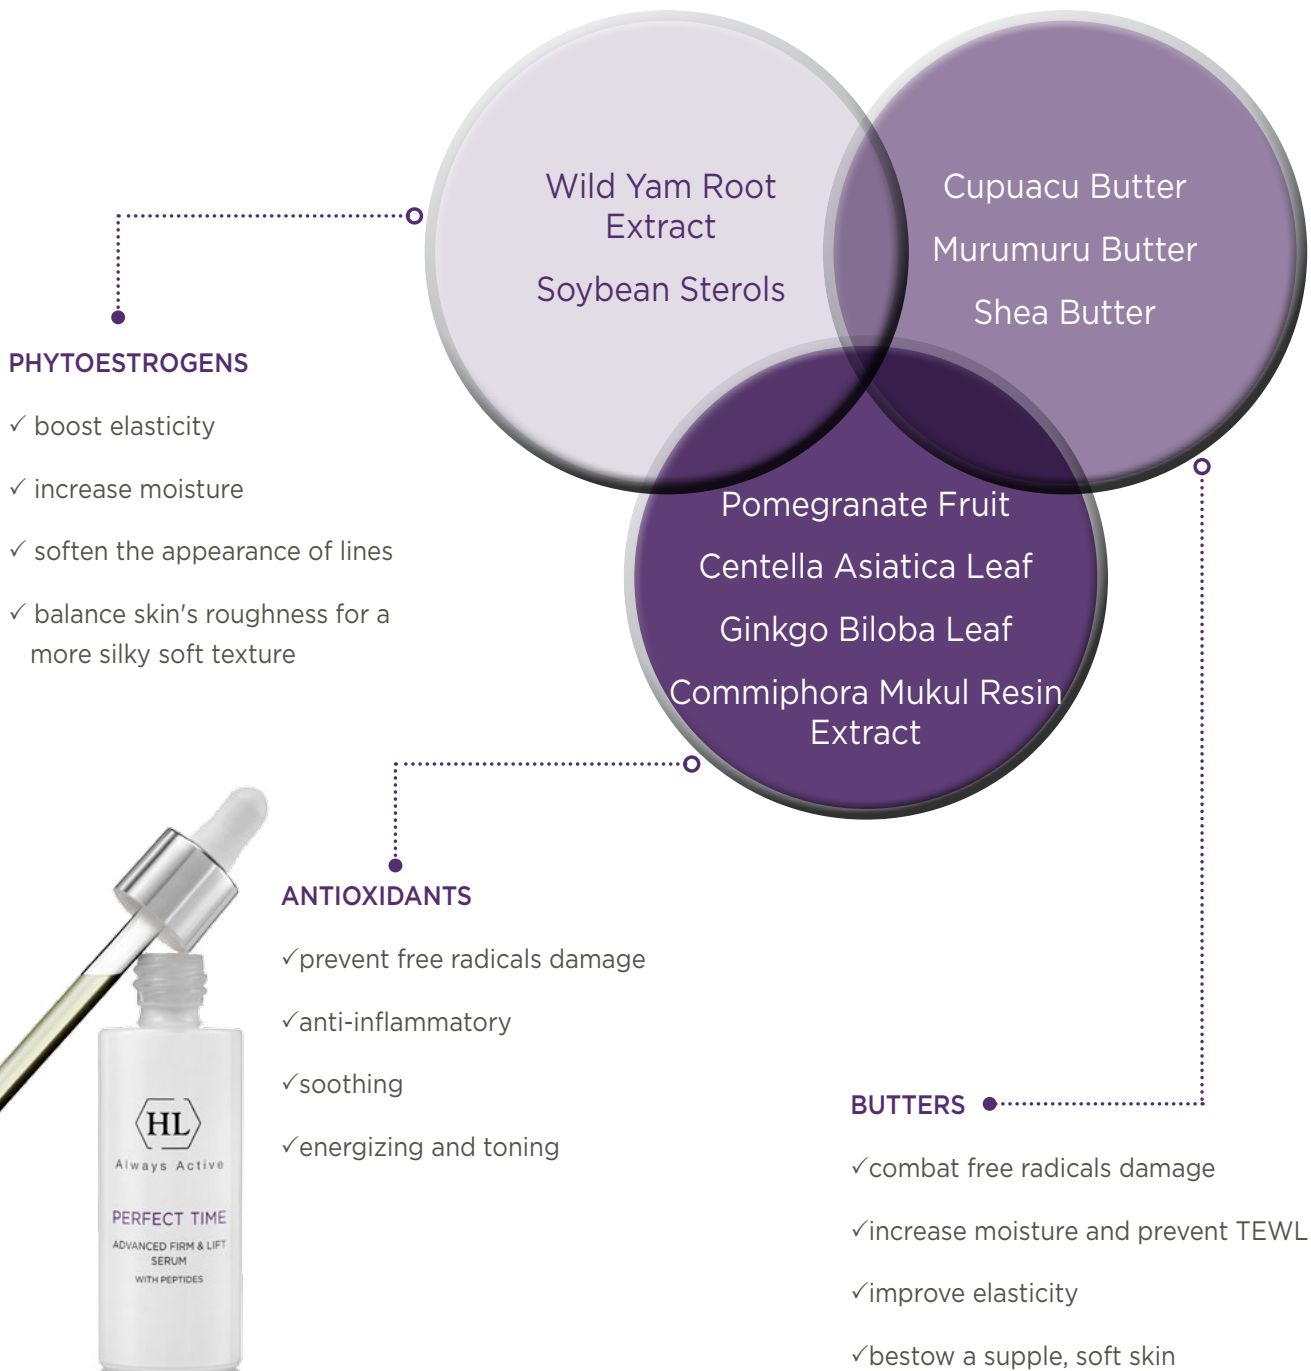 Wild Yam Root
Extract
Soybean Sterols
Cupuacu Butter
Murumuru Butter
Shea Butter
Pomegranate Fruit
Centella Asiatica Leaf
Ginkgo Biloba Leaf
Commiphora Mukul Resin
Extract
PHYTOESTROGENS
✓ boost elasticity
✓ increase moisture
✓ soften the appearance of lines
✓ balance skin's roughness for a
more silky soft texture
ANTIOXIDANTS
✓prevent free radicals damage
✓anti-inflammatory
✓soothing
✓energizing and toning
BUTTERS
✓combat free radicals damage
✓increase moisture and prevent TEWL
✓improve elasticity
✓bestow a supple, soft skin
HL
Always Active
PERFECT TIME
ADVANCED FIRM & LIFT
SERUM
WITH PEPTIDES